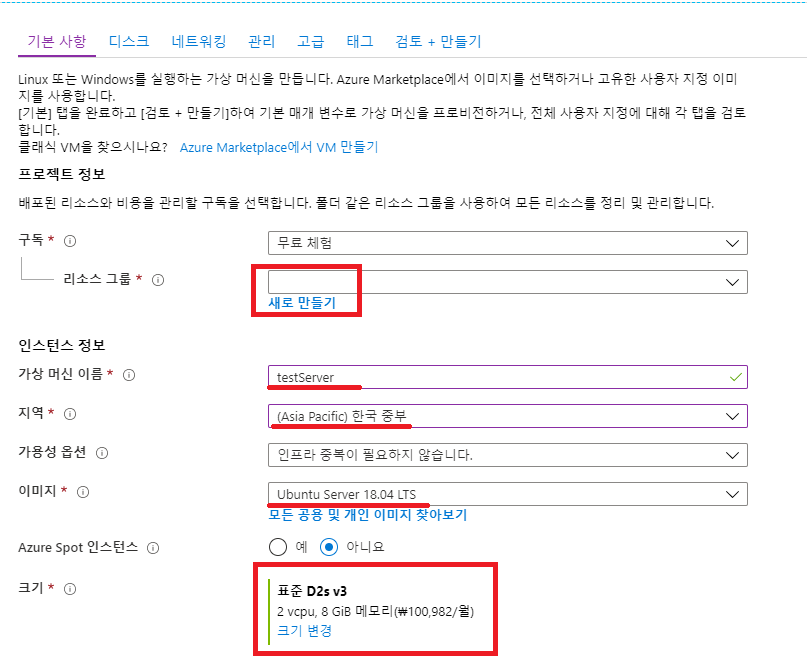 기본 사항 디스크 네트워킹 관리 고급 태그 검토 + 만들기
Linux 또는 Windows를 실행하는 가상 머신을 만듭니다. Azure Marketplace에서 이미지를 선택하거나 고유한 사용자 지정 이미
지를 사용합니다.
[기본] 탭을 완료하고 [검토 + 만들기]하여 기본 매개 변수로 가상 머신을 프로비전하거나, 전체 사용자 지정에 대해 각 탭을 검토
합니다.
클래식 VM을 찾으시나요? Azure Marketplace에서 VM 만들기
프로젝트 정보
배포된 리소스와 비용을 관리할 구독을 선택합니다. 폴더 같은 리소스 그룹을 사용하여 모든 리소스를 정리 및 관리합니다.
구독 * 무료 체험
리소스 그룹 *
새로 만들기
인스턴스 정보
가상 머신 이름 * testServer
지역 * (Asia Pacific) 한국 중부
가용성 옵션 인프라 중복이 필요하지 않습니다.
이미지 * Ubuntu Server 18.04 LTS
모든 공용 및 개인 이미지 찾아보기
Azure Spot 인스턴스 예 아니요
크기 * 표준 D2s v3
2 vcpu, 8 GiB 메모리(₩100,982/월)
크기 변경